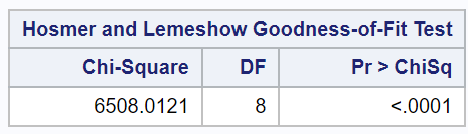 Hosmer and Lemeshow Goodness-of-Fit Test
Chi-Square DF Pr > ChiSq
6508.0121 8 <.0001